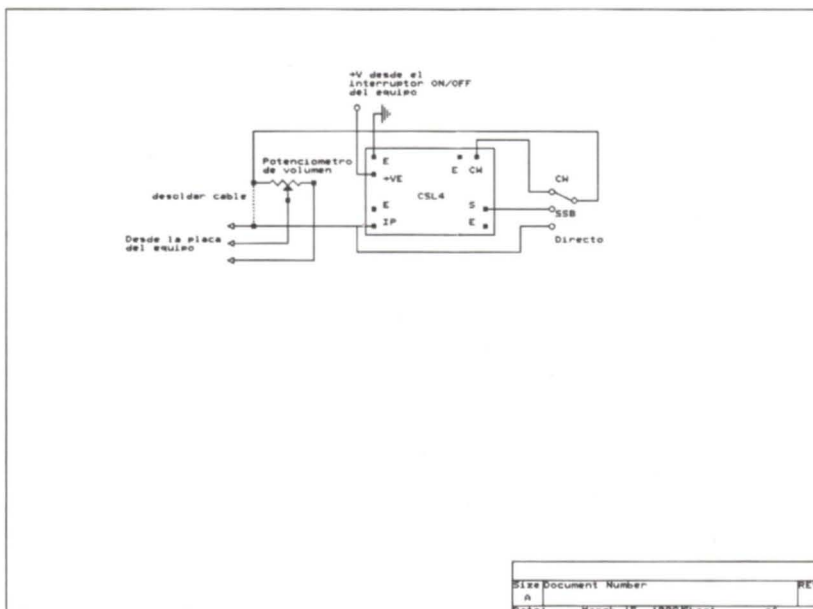 +V desde el
interruptor ON/OFF
del equipo
Potenciometro
de volumen
E
+VE
E
IP
E CW
CSL4
S
E
desoldar cable
Desde la placa
del equipo
CW
SSB
Directo
Size Document Number
A